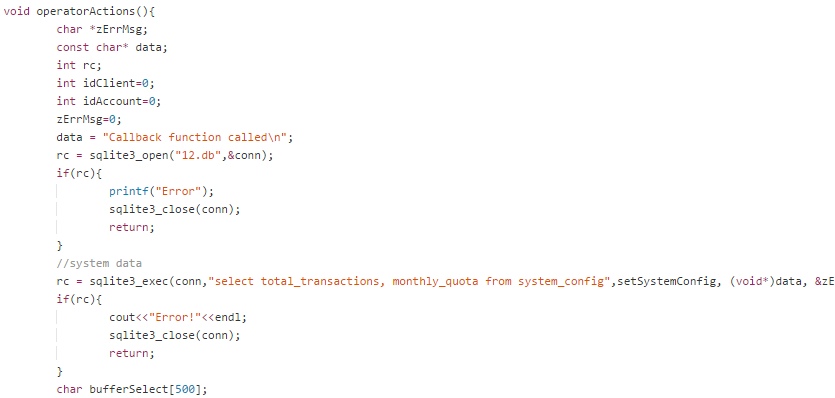 void operatorActions(){
char *zErrMsg;
const char* data;
int rc;
int idClient=0;
int idAccount=0;
zErrMsg=0;
data = "Callback function called\n";
rc = sqlite3_open("12.db",&conn);
if(rc){
printf("Error");
sqlite3_close(conn);
return;
}
//system data
rc = sqlite3_exec(conn,"select total_transactions, monthly_quota from system_config",setSystemConfig, (void*)data, &zE
if(rc){
cout<<"Error!"<<endl;
sqlite3_close(conn);
return;
}
char bufferSelect[500];